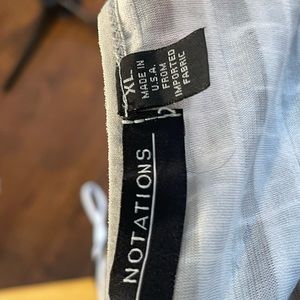 XL
MADE IN
U.S.A.
FROM
IMPORTED
FABRIC
NOTATIONS